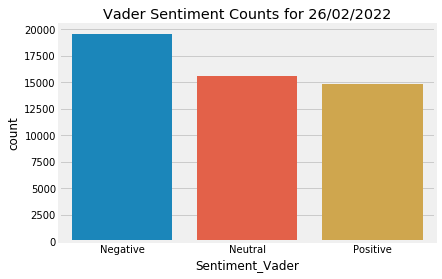 Vader Sentiment Counts for 26/02/2022
20000
17500
15000
12500
10000
7500
5000
2500
0
count
Negative Neutral Positive
Sentiment_Vader